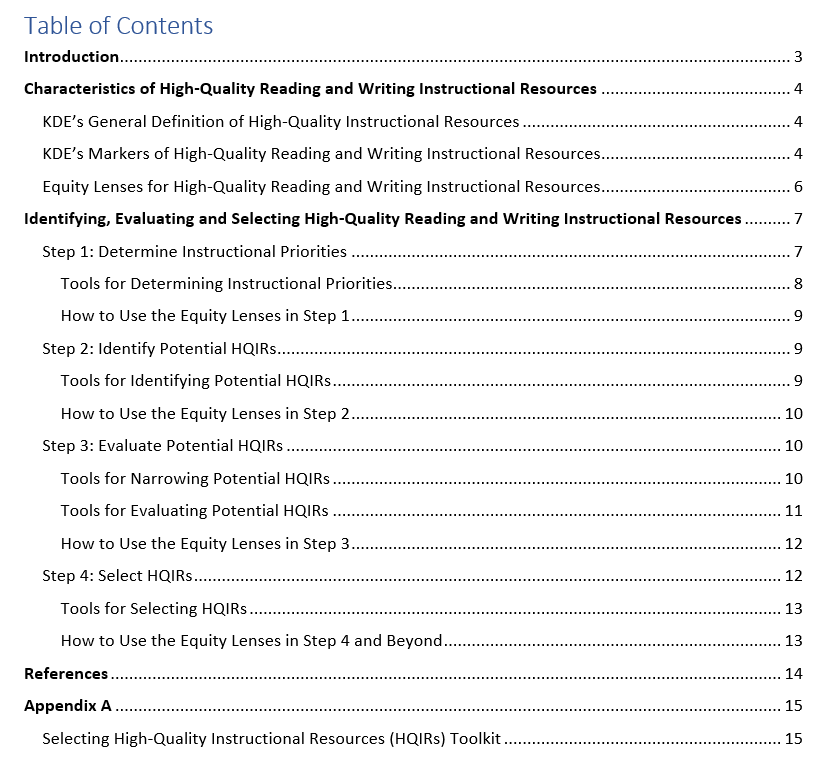 Table of Contents
Introduction.......... 3
Characteristics of High-Quality Reading and Writing Instructional Resources .......... 4
KDE's General Definition of High-Quality Instructional Resources .......... 4
KDE's Markers of High-Quality Reading and Writing Instructional Resources.......... 4
Equity Lenses for High-Quality Reading and Writing Instructional Resources.......... 6
Identifying, Evaluating and Selecting High-Quality Reading and Writing Instructional Resources .......... 7
Step 1: Determine Instructional Priorities .......... 7
Tools for Determining Instructional Priorities.......... 8
How to Use the Equity Lenses in Step 1.......... 9
Step 2: Identify Potential HQIRs.......... 9
Tools for Identifying Potential HQIRs.......... 9
How to Use the Equity Lenses in Step 2.......... 10
Step 3: Evaluate Potential HQIRs .......... 10
Tools for Narrowing Potential HQIRs.......... 10
Tools for Evaluating Potential HQIRs .......... 11
How to Use the Equity Lenses in Step 3.......... 12
Step 4: Select HQIRs.......... 12
Tools for Selecting HQIRs.......... 13
How to Use the Equity Lenses in Step 4 and Beyond.......... 13
References.......... 14
Appendix A .......... 15
Selecting High-Quality Instructional Resources (HQIRs) Toolkit .......... 15